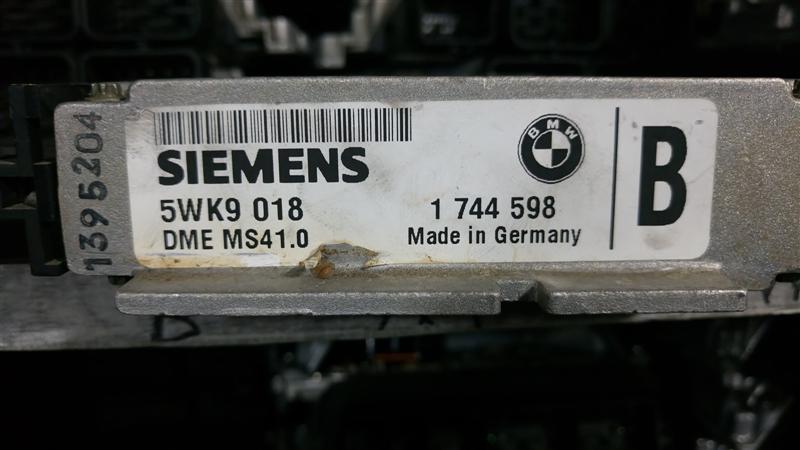 1395204
SIEMENS
5WK9 018
DME MS41.0
BMW
1 744 598
Made in Germany
B